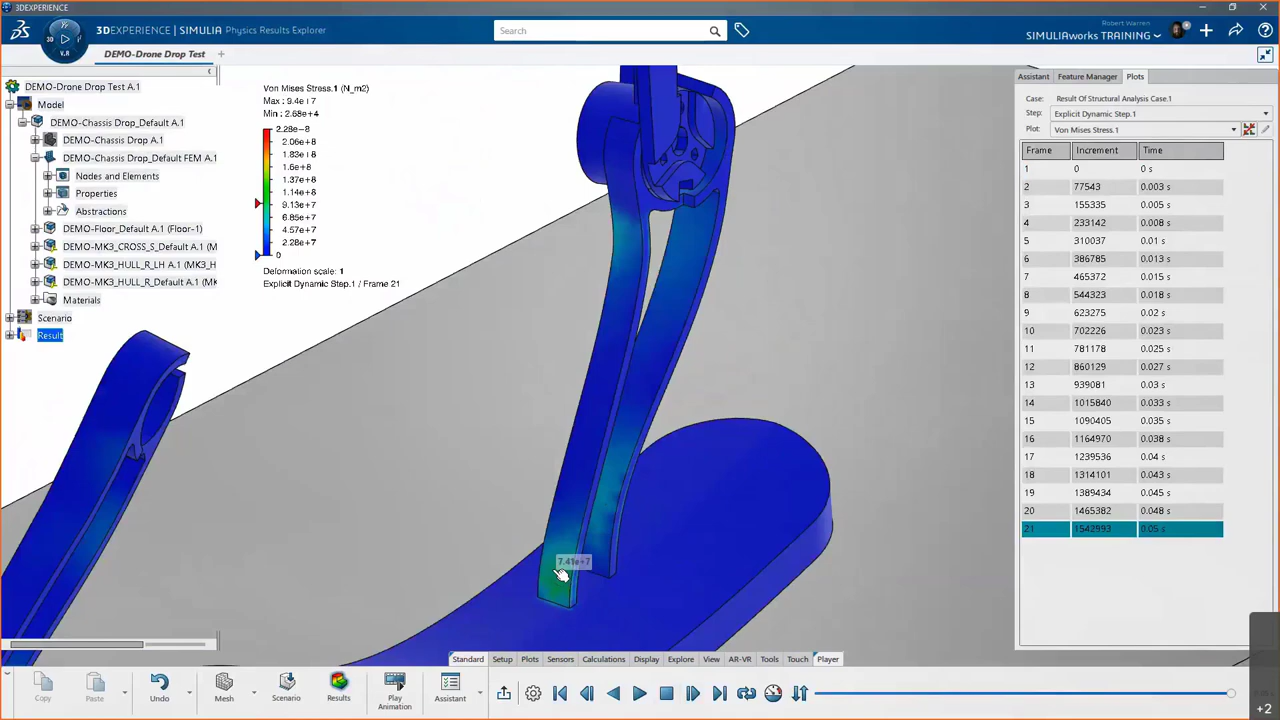 3DEXPERIENCE
3DEXPERIENCE | SIMULIA Physics Results Explorer
Search
Robert Warren
SIMULIAworks TRAINING
3D
V.R
DEMO-Drone Drop Test
+
DEMO-Drone Drop Test A.1
Model
DEMO-Chassis Drop_Default A.1
DEMO-Chassis Drop A.1
DEMO-Chassis Drop_Default FEM A.1
Nodes and Elements
Properties
Abstractions
DEMO-Floor_Default A.1 (Floor-1)
DEMO-MK3_CROSS_S_Default A.1 (M
DEMO-MK3_HULL_R_LH A.1 (MK3_H
DEMO-MK3_HULL_R_Default A.1 (MK
Materials
Scenario
Result
Von Mises Stress.1 (N_m2)
Max : 9.4e+7
Min : 2.68e+4
2.28e-8
2.06e+8
1.82e+8
1.6e+8
1.37e+8
1.14e+8
9.13e+7
6.85e+7
4.57e+7
2.28e+7
0
Deformation scale: 1
Explicit Dynamic Step.1 / Frame 21
7.41e+7
Assistant Feature Manager Plots
Case: Result Of Structural Analysis Case.1
Step: Explicit Dynamic Step.1
Plot: Von Mises Stress.1
Frame Increment Time
1 0 0 s
2 77543 0.003 s
3 155335 0.005 s
4 233142 0.008 s
5 310037 0.01 s
6 386785 0.013 s
7 465372 0.015 s
8 544323 0.018 s
9 623275 0.02 s
10 702226 0.023 s
11 781178 0.025 s
12 860129 0.027 s
13 939081 0.03 s
14 1015840 0.033 s
15 1090405 0.035 s
16 1164970 0.038 s
17 1239536 0.04 s
18 1314101 0.043 s
19 1389434 0.045 s
20 1465382 0.048 s
21 1542993 0.05 s
Standard Setup Plots Sensors Calculations Display Explore View AR-VR Tools Touch Player
Copy Paste Undo Mesh Scenario Results Play Animation Assistant
+2